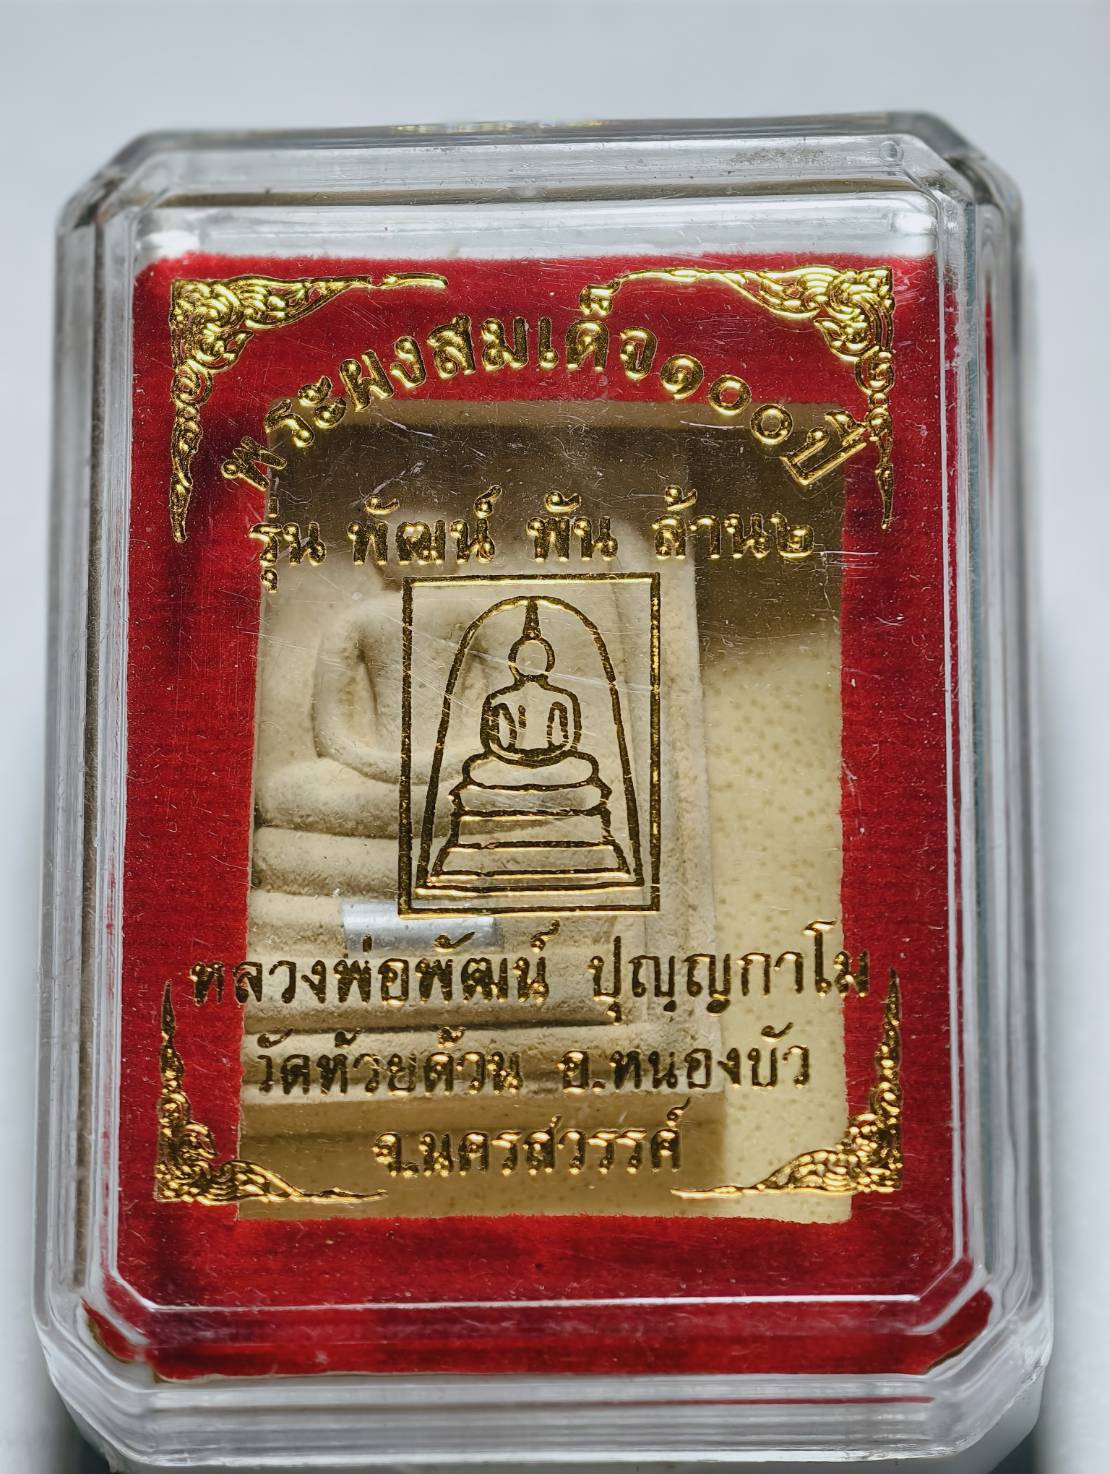 พระผงสมเด็จ๑๐๐ปี
รุ่น พัฒน์ พัน ล้าน๒
หลวงพ่อพัฒน์ ปุญฺญกาโม
วัดห้วยด้วน อ.หนองบัว
จ.นครสวรรค์